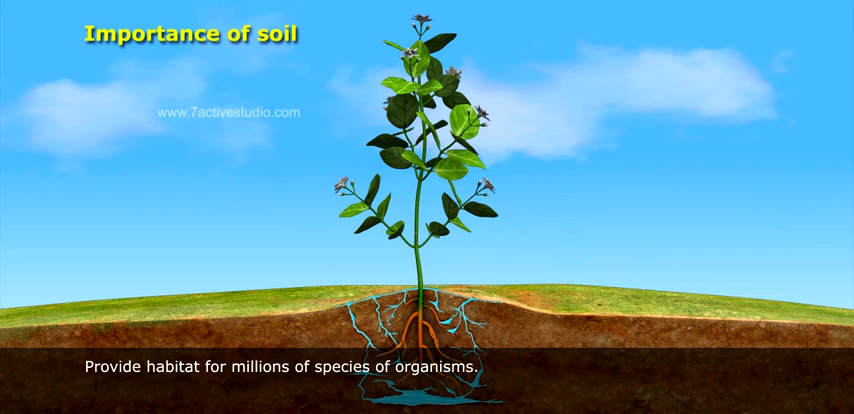 Importance of soil
www.7activestudio.com
Provide habitat for millions of species of organisms.